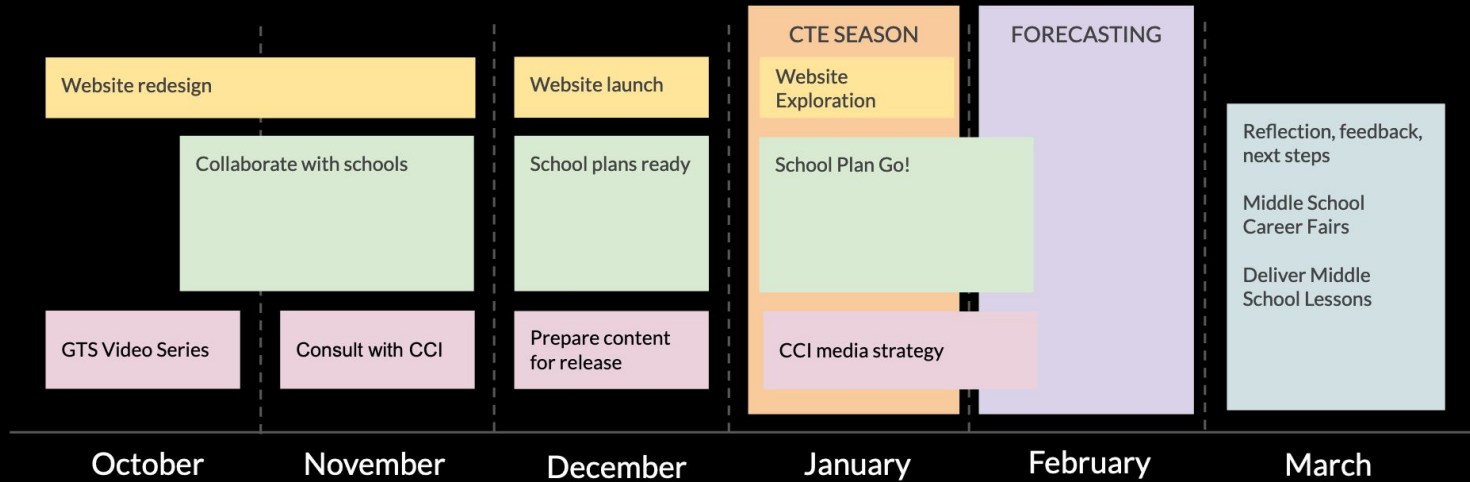 CTE SEASON
FORECASTING
Website redesign
Website launch
Website
Exploration
Collaborate with schools
School plans ready
School Plan Go!
Reflection, feedback,
next steps
Middle School
Career Fairs
Deliver Middle
School Lessons
GTS Video Series
Consult with CCI
Prepare content
for release
CCI media strategy
October
November
December
January
February
March